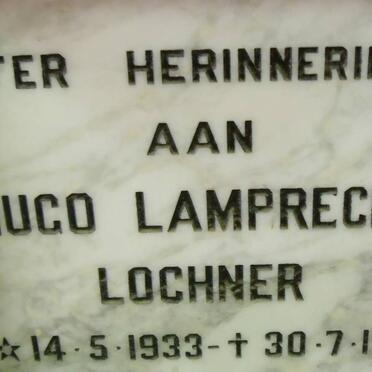 TER HERINNERI
AAN
UGO LAMPREC
LOCHNER
☆ 14·5·1933-✝ 30·7·1